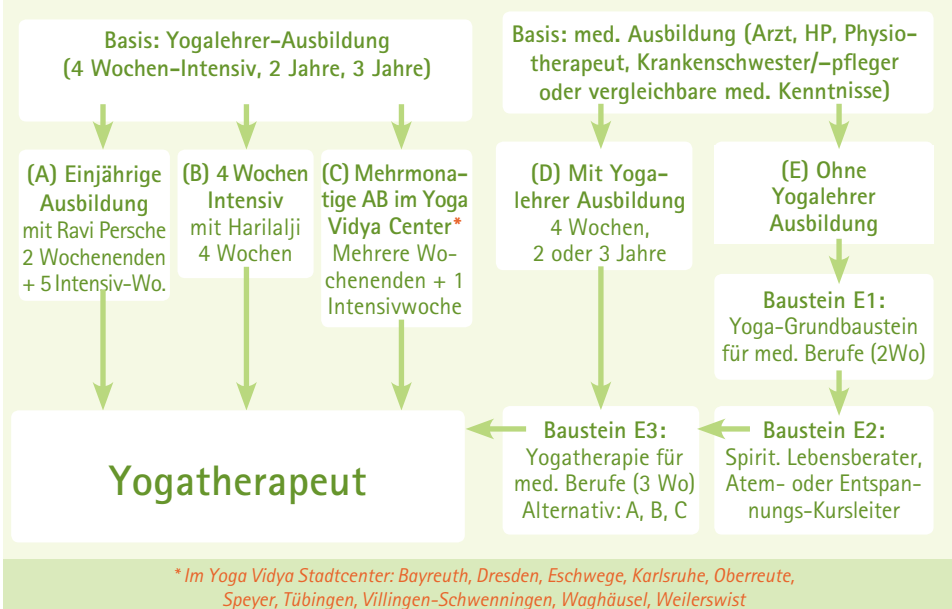 Basis: Yogalehrer-Ausbildung
(4 Wochen-Intensiv, 2 Jahre, 3 Jahre)
Basis: med. Ausbildung (Arzt, HP, Physio-
therapeut, Krankenschwester/-pfleger
oder vergleichbare med. Kenntnisse)
(A) Einjährige
Ausbildung
mit Ravi Persche
2 Wochenenden
+ 5 Intensiv-Wo.
(B) 4 Wochen
Intensiv
mit Harilalji
4 Wochen
(C) Mehrmona-
tige AB im Yoga
Vidya Center*
Mehrere Wo-
chenenden + 1
Intensivwoche
(D) Mit Yoga-
lehrer Ausbildung
4 Wochen,
2 oder 3 Jahre
(E) Ohne
Yogalehrer
Ausbildung
Baustein E1:
Yoga-Grundbaustein
für med. Berufe (2Wo)
Yogatherapeut
Baustein E3:
Yogatherapie für
med. Berufe (3 Wo)
Alternativ: A, B, C
Baustein E2:
Spirit. Lebensberater,
Atem- oder Entspan-
nungs-Kursleiter
* Im Yoga Vidya Stadtcenter: Bayreuth, Dresden, Eschwege, Karlsruhe, Oberreute,
Speyer, Tübingen, Villingen-Schwenningen, Waghäusel, Weilerswist